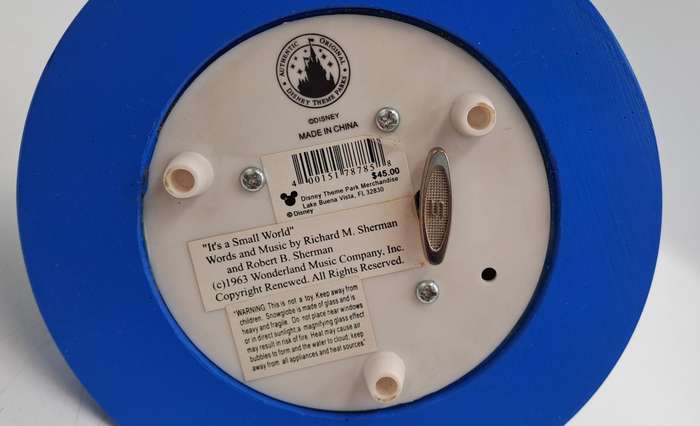 AUTHENTIC ORIGINAL
DISNEY THEME PARKS
©DISNEY
MADE IN CHINA
4 00151 78785 8
$45.00
Disney Theme Park Merchandise
Lake Buena Vista, FL 32830
©Disney
"It's a Small World"
Words and Music by Richard M. Sherman
and Robert B. Sherman
(c)1963 Wonderland Music Company, Inc.
Copyright Renewed. All Rights Reserved.
"WARNING: This is not a toy. Keep away from
children. Snowglobe is made of glass and is
heavy and fragile. Do not place near windows
or in direct sunlight;a magnifying glass effect
may result in risk of fire. Heat may cause air
bubbles to form and the water to cloudy; keep
away from all appliances and heat sources"